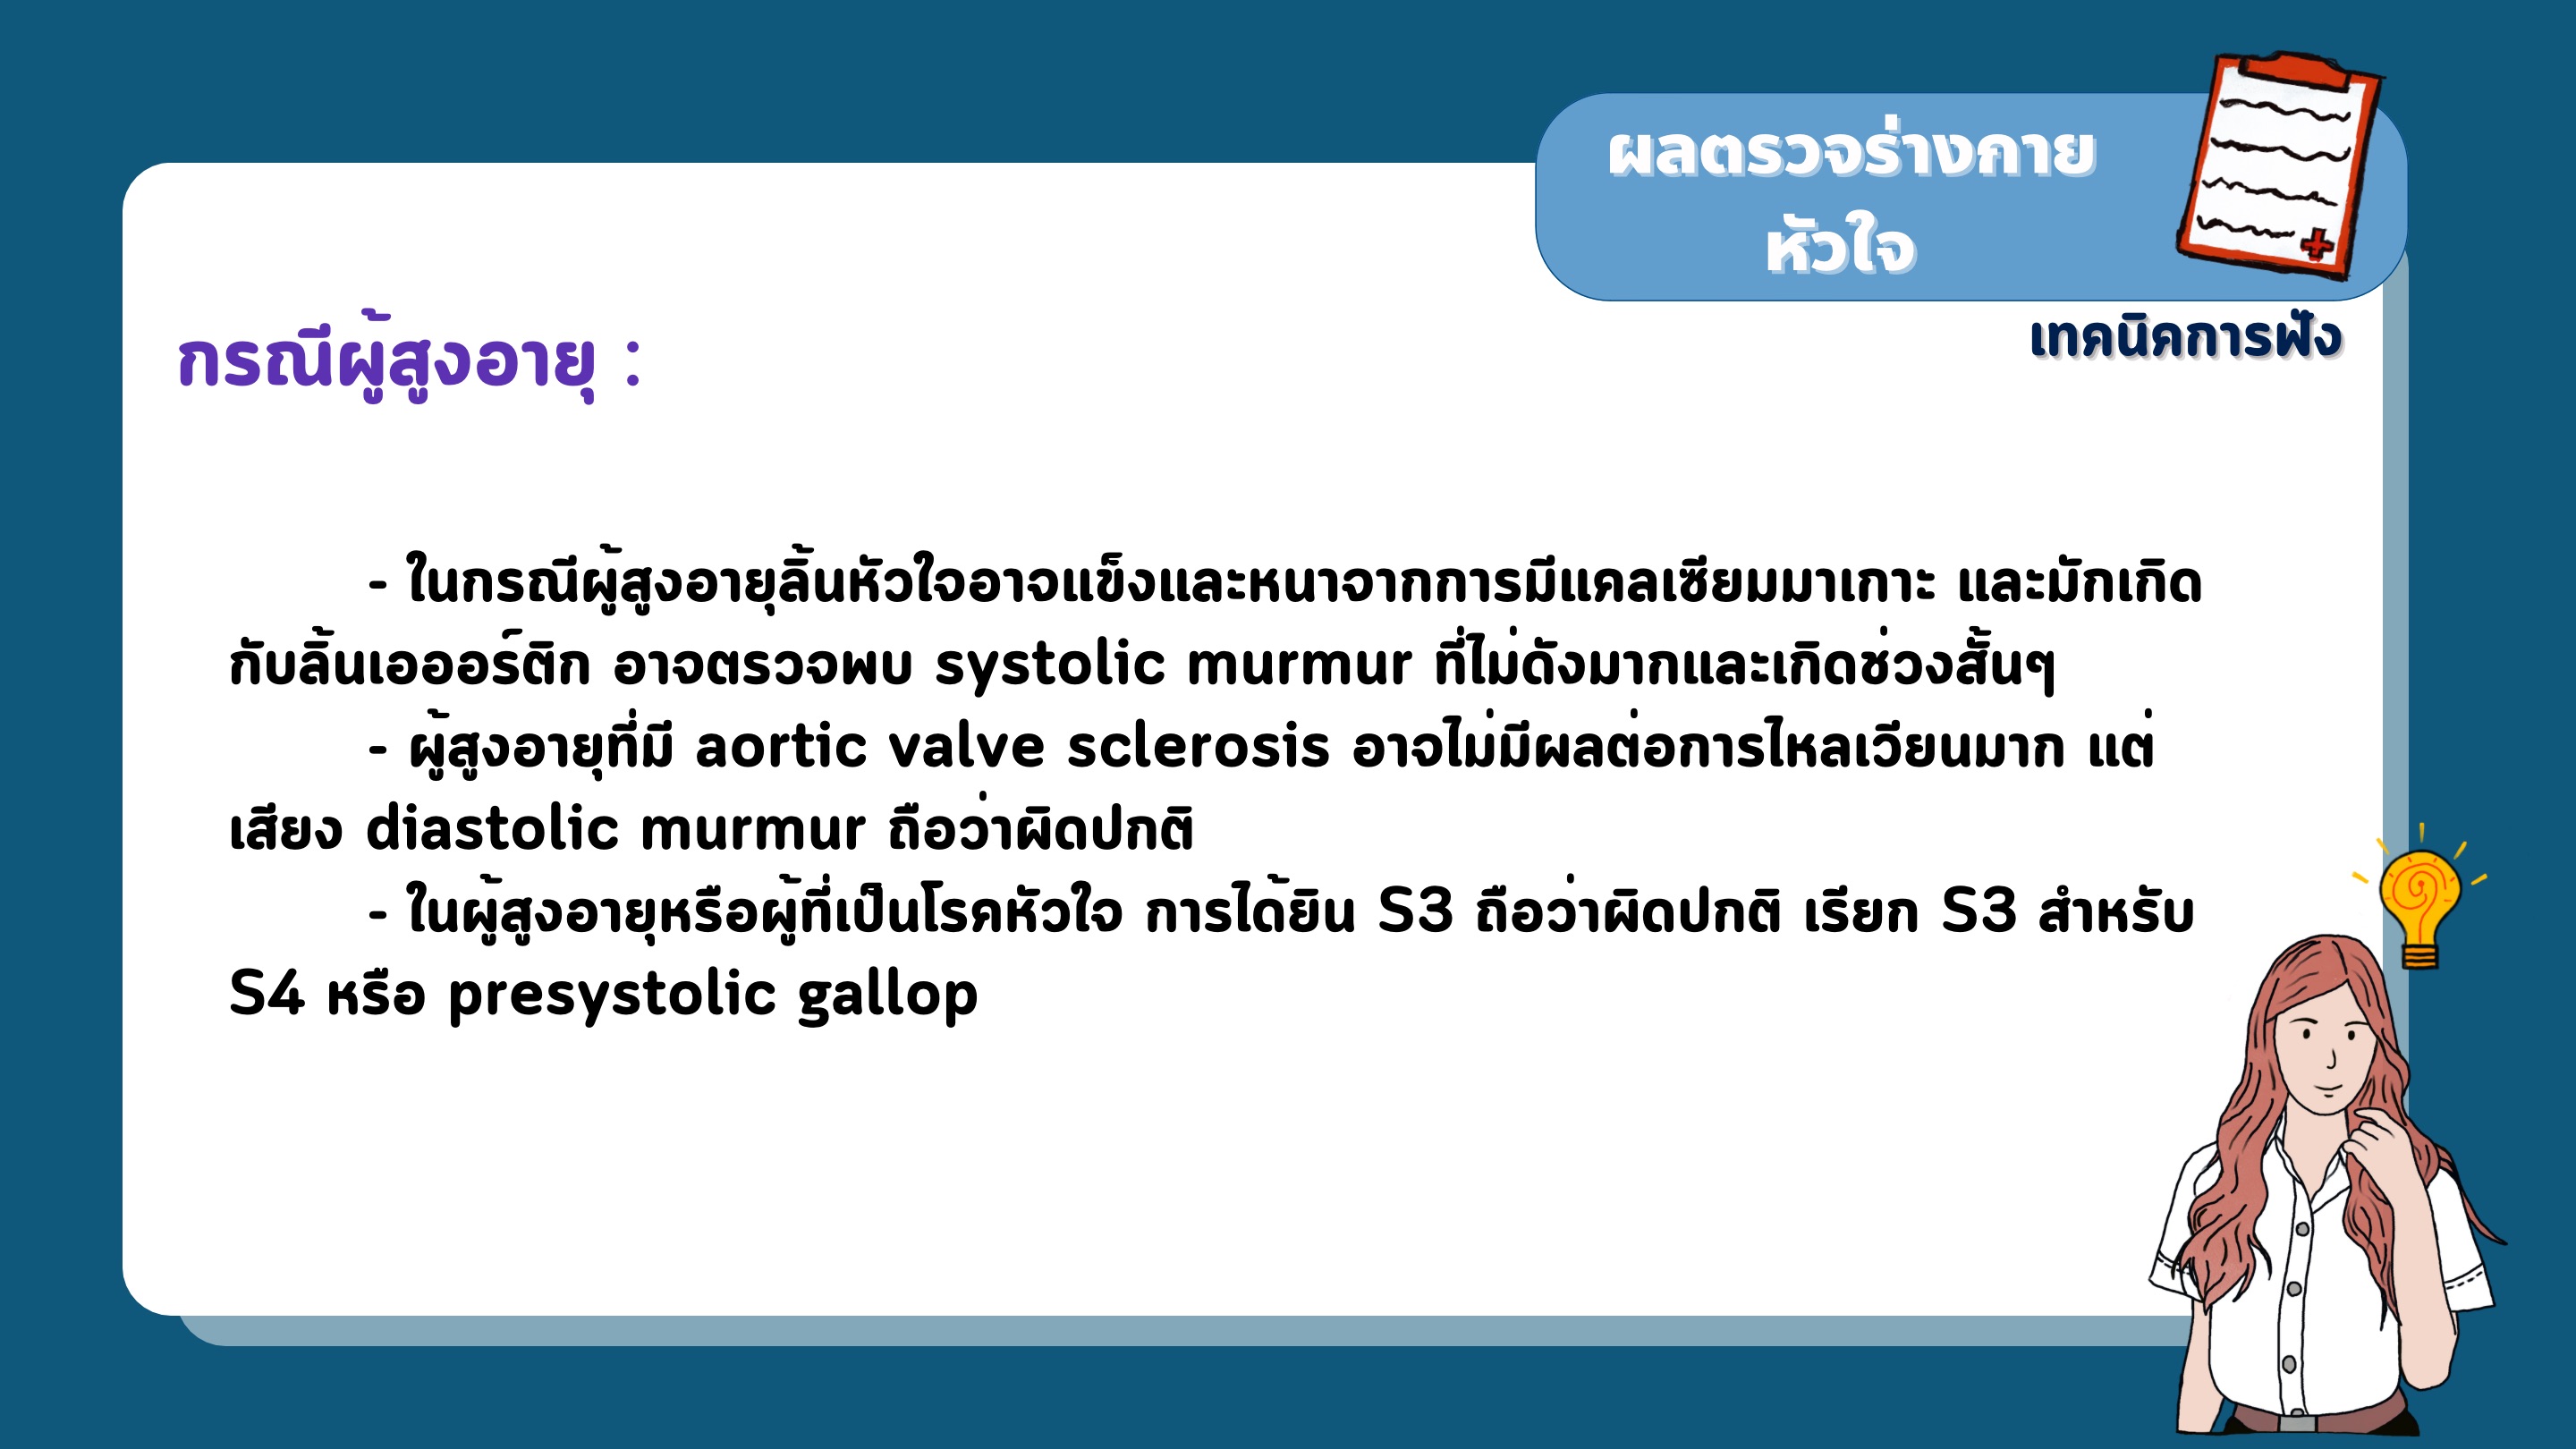 ผลตรวจร่างกาย
หัวใจ
เทคนิคการฟัง
กรณีผู้สูงอายุ :
- ในกรณีผู้สูงอายุลิ้นหัวใจอาจแข็งและหนาจากการมีแคลเซียมมาเกาะ และมักเกิด
กับลิ้นเอออร์ติก อาจตรวจพบ systolic murmur ที่ไม่ดังมากและเกิดช่วงสั้นๆ
- ผู้สูงอายุที่มี aortic valve sclerosis อาจไม่มีผลต่อการไหลเวียนมาก แต่
เสียง diastolic murmur ถือว่าผิดปกติ
- ในผู้สูงอายุหรือผู้ที่เป็นโรคหัวใจ การได้ยิน S3 ถือว่าผิดปกติ เรียก S3 สำหรับ
S4 หรือ presystolic gallop